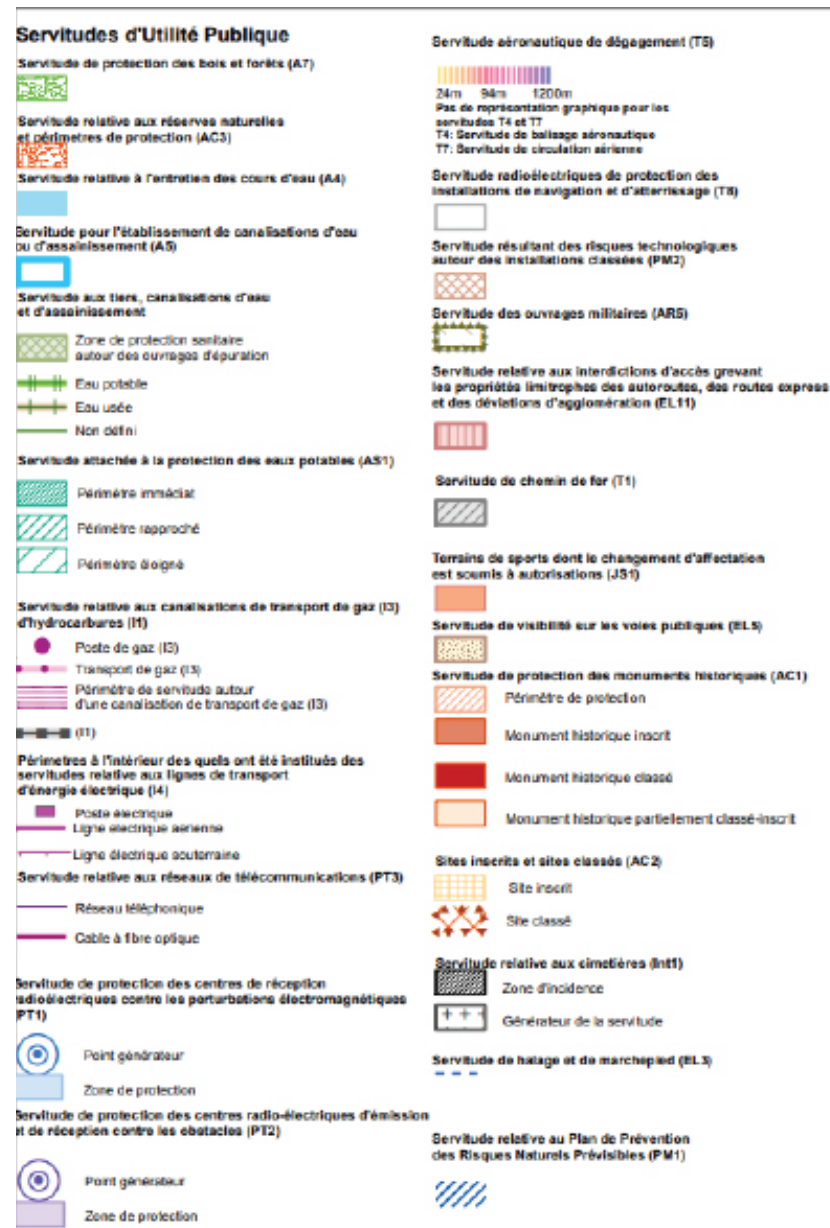 Servitudes d'Utilité Publique
Servitude de protection des bois et forêts (A7)
Servitude relative aux réserves naturelles
et périmetres de protection (AC3)
Servitude relative à l'entretien des cours d'eau (A4)
Servitude pour l'établissement de canalisations d'eau
ou d'assainissement (A5)
Servitude aux tiers, canalisations d'eau
et d'assainissement
Zone de protection sanitaire
autour des ouvrages d'épuration
Eau potable
Eau usée
Non défini
Servitude attachée à la protection des eaux potables (AS1)
Périmètre immédiat
Périmètre rapproché
Périmètre éloigné
Servitude relative aux canalisations de transport de gaz (I3)
d'hydrocarbures (I1)
Poste de gaz (I3)
Transport de gaz (I3)
Périmètre de servitude autour
d'une canalisation de transport de gaz (I3)
(I1)
Périmetres à l'intérieur des quels ont été institués des
servitudes relative aux lignes de transport
d'énergie électrique (I4)
Poste electrique
Ligne electrique aerienne
Ligne électrique souterraine
Servitude relative aux réseaux de télécommunications (PT3)
Réseau téléphonique
Cable à fibre optique
Servitude de protection des centres de réception
radioélectriques contre les perturbations électromagnétiques
(PT1)
Point générateur
Zone de protection
Servitude de protection des centres radio-électriques d'émission
et de réception contre les obstacles (PT2)
Point générateur
Zone de protection
Servitude aéronautique de dégagement (T5)
24m 94m 1200m
Pas de représentation graphique pour les
servitudes T4 et T7
T4: Servitude de balisage aéronautique
T7: Servitude de circulation aérienne
Servitude radioélectriques de protection des
installations de navigation et d'atterrissage (T8)
Servitude résultant des risques technologiques
autour des installations classées (PM2)
Servitude des ouvrages militaires (AR5)
Servitude relative aux interdictions d'accès grevant
les propriétés limitrophes des autoroutes, des routes express
et des déviations d'agglomération (EL11)
Servitude de chemin de fer (T1)
Terrains de sports dont le changement d'affectation
est soumis à autorisations (JS1)
Servitude de visibilité sur les voies publiques (EL5)
Servitude de protection des monuments historiques (AC1)
Périmètre de protection
Monument historique inscrit
Monument historique classé
Monument historique partiellement classé-inscrit
Sites inscrits et sites classés (AC2)
Site inscrit
Site classé
Servitude relative aux cimetières (Int1)
Zone d'incidence
Générateur de la servitude
Servitude de halage et de marchepied (EL3)
Servitude relative au Plan de Prévention
des Risques Naturels Prévisibles (PM1)